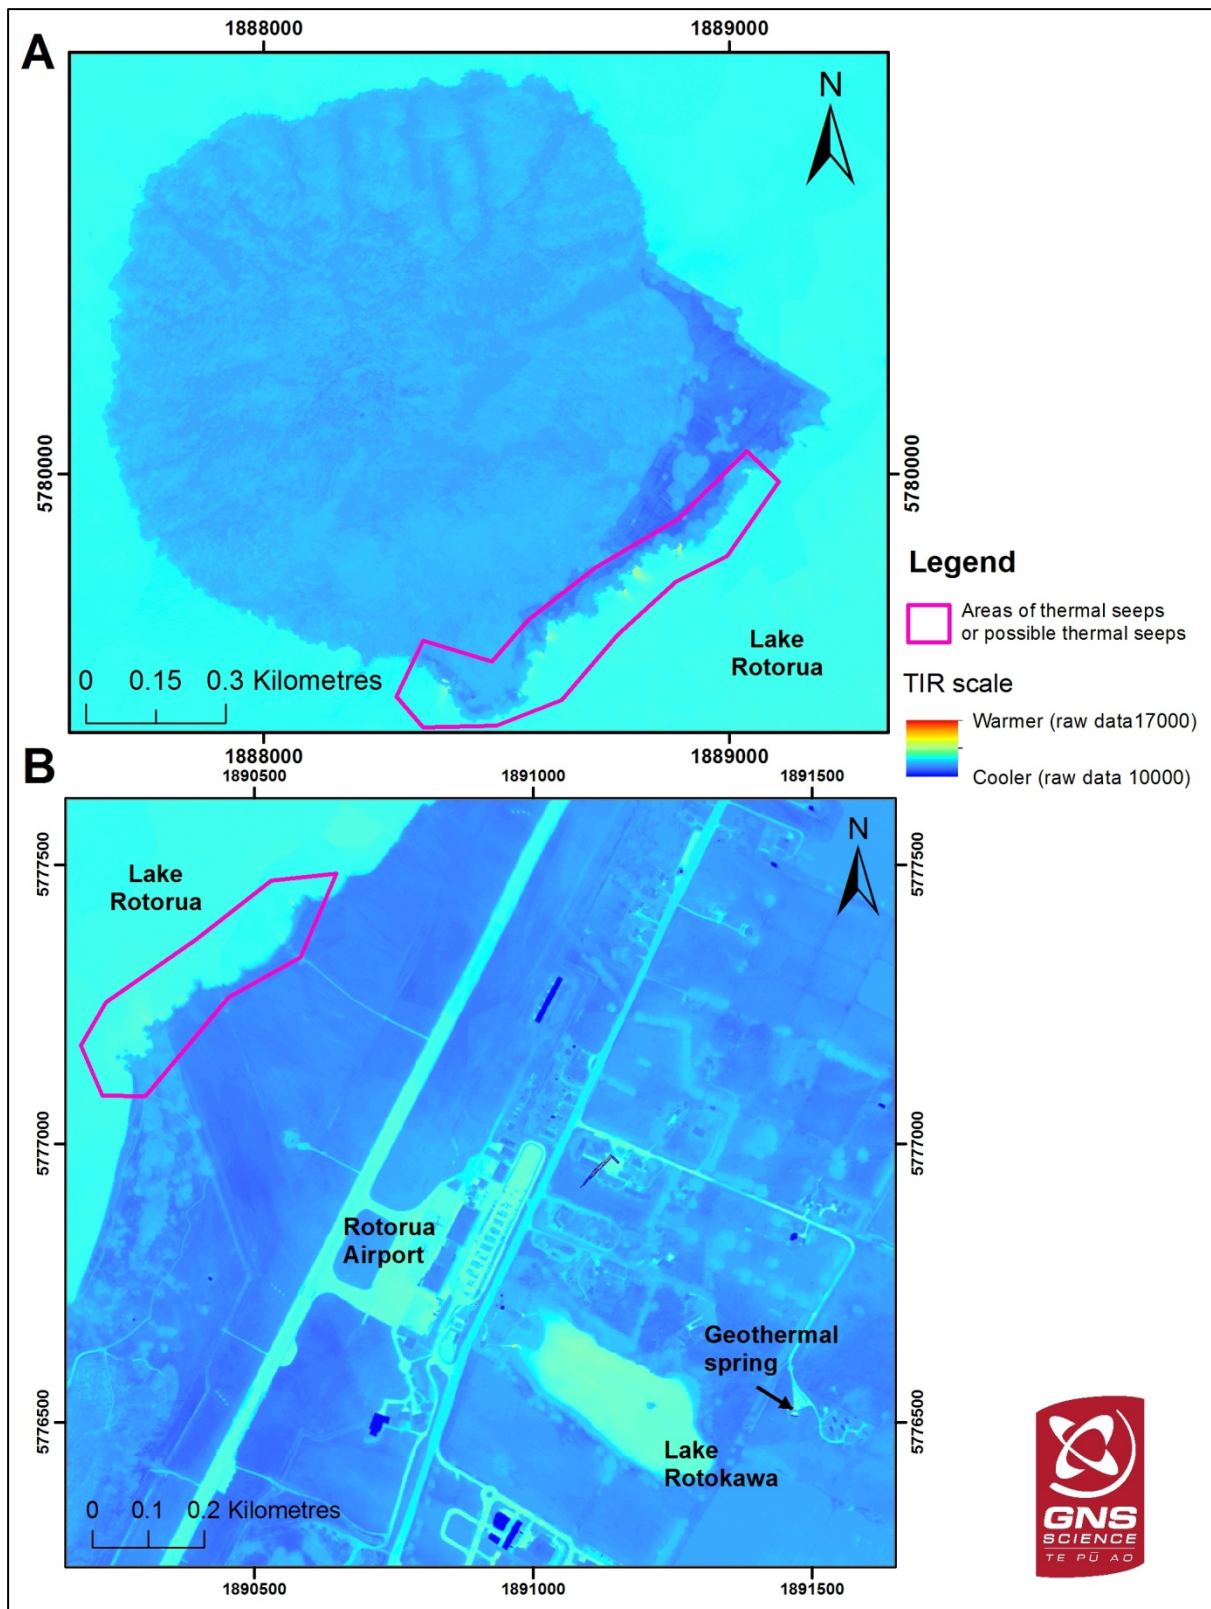 A
1888000
1889000
N
5780000
5780000
Lake
Rotorua
0 0.15 0.3 Kilometres
1888000
1889000
Legend
Areas of thermal seeps
or possible thermal seeps
TIR scale
Warmer (raw data17000)
Cooler (raw data 10000)
B
1890500
1891000
1891500
N
5777500
5777500
Lake
Rotorua
5777000
5777000
Rotorua
Airport
Geothermal
spring
5776500
5776500
Lake
Rotokawa
0 0.1 0.2 Kilometres
1890500
1891000
1891500
GNS
SCIENCE
TE PŪ AO